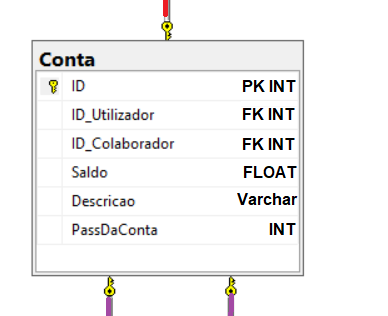 Conta
ID PK INT
ID_Utilizador FK INT
ID_Colaborador FK INT
Saldo FLOAT
Descricao Varchar
PassDaConta INT